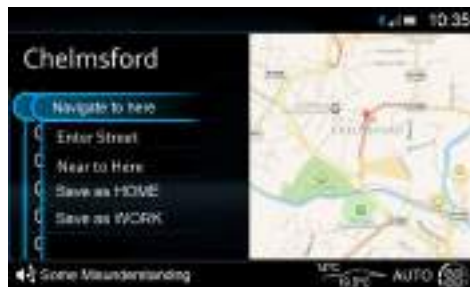 10:35
Chelmsford
Navigate to here
Enter Street
Near to Here
Save as HOME
Save as WORK
Some Misunderstanding
AUTO